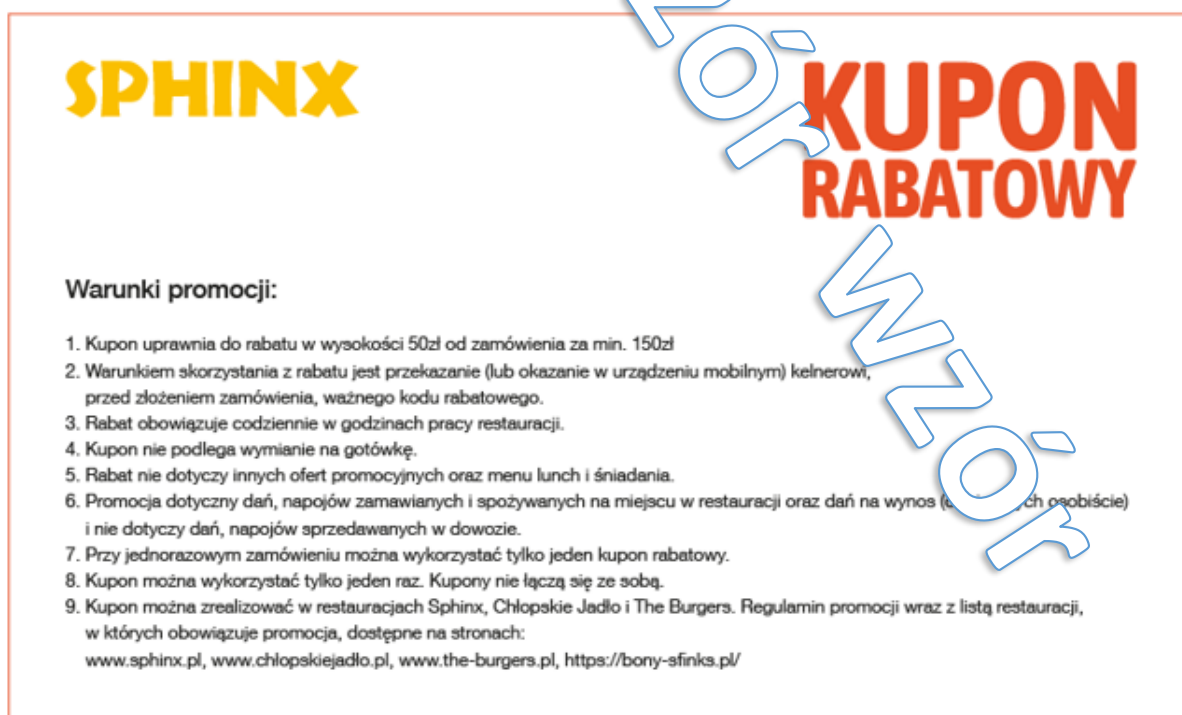 SPHINX
KUPON
RABATOWY
wzór
wzór
Warunki promocji:
1. Kupon uprawnia do rabatu w wysokości 50zł od zamówienia za min. 150zł
2. Warunkiem skorzystania z rabatu jest przekazanie (lub okazanie w urządzeniu mobilnym) kelnerowi,
przed złożeniem zamówienia, ważnego kodu rabatowego.
3. Rabat obowiązuje codziennie w godzinach pracy restauracji.
4. Kupon nie podlega wymianie na gotówkę.
5. Rabat nie dotyczy innych ofert promocyjnych oraz menu lunch i śniadania.
6. Promocja dotyczny dań, napojów zamawianych i spożywanych na miejscu w restauracji oraz dań na wynos osobiście)
i nie dotyczy dań, napojów sprzedawanych w dowozie.
7. Przy jednorazowym zamówieniu można wykorzystać tylko jeden kupon rabatowy.
8. Kupon można wykorzystać tylko jeden raz. Kupony nie łączą się ze sobą.
9. Kupon można zrealizować w restauracjach Sphinx, Chłopskie Jadło i The Burgers. Regulamin promocji wraz z listą restauracji,
w których obowiązuje promocja, dostępne na stronach:
www.sphinx.pl, www.chlopskiejadlo.pl, www.the-burgers.pl, https://bony-sfinks.pl/